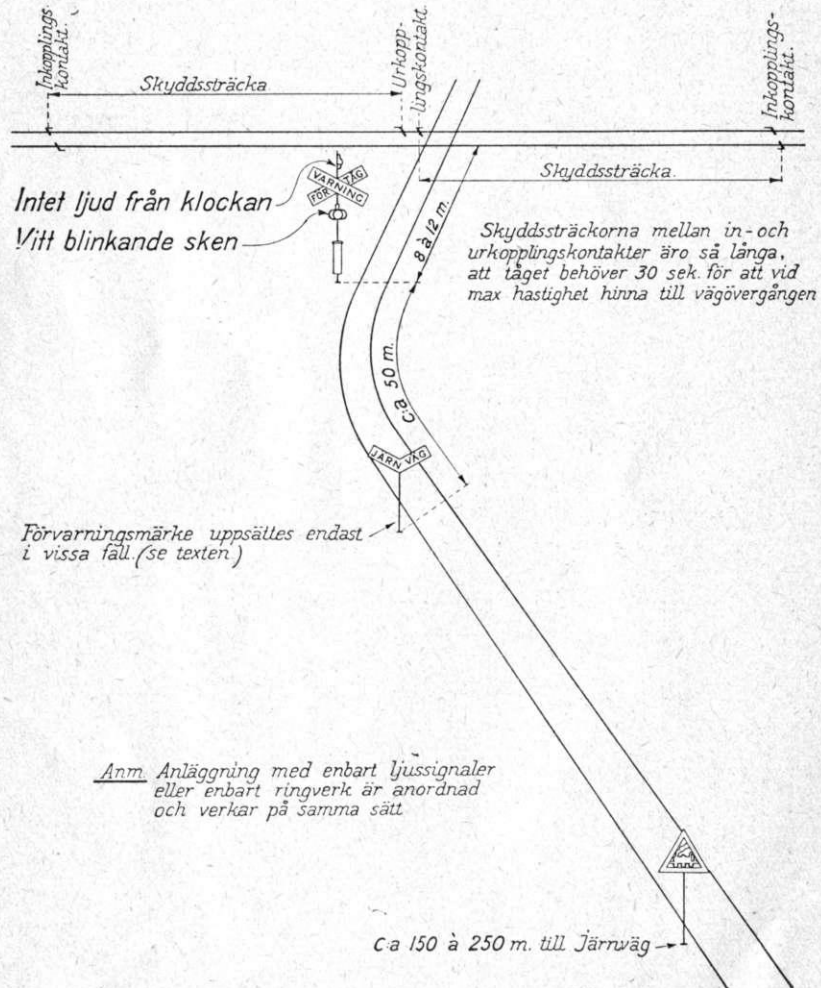 Inkopplings
kontakt.
Skyddssträcka
Urkopp-
lingskontakt.
Inkopplings-
kontakt.
VARNING
FÖR TÅG
Skyddssträcka.
Intet ljud från klockan
Vitt blinkande sken
8 à 12 m.
Skyddssträckorna mellan in- och
urkopplingskontakter äro så långa,
att tåget behöver 30 sek. för att vid
max hastighet hinna till vägövergången
C:a 50 m.
JÄRN VÄG
Förvarningsmärke uppsättes endast
i vissa fall. (se texten.)
Anm. Anläggning med enbart ljussignaler
eller enbart ringverk är anordnad
och verkar på samma sätt
C:a 150 à 250 m. till Järnväg